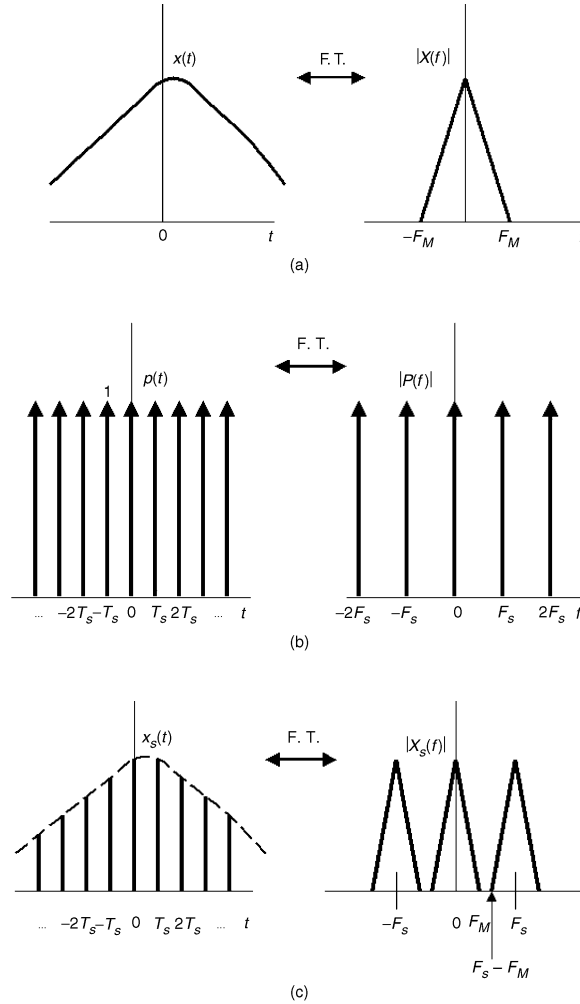 x(t) F. T. |X(f)|
0 t −F_M F_M
(a)
F. T.
1 p(t) |P(f)|
... −2T_s −T_s 0 T_s 2T_s ... t −2F_s −F_s 0 F_s 2F_s f
(b)
x_s(t) F. T. |X_s(f)|
... −2T_s −T_s 0 T_s 2T_s ... t −F_s 0 F_M F_s
F_s − F_M
(c)